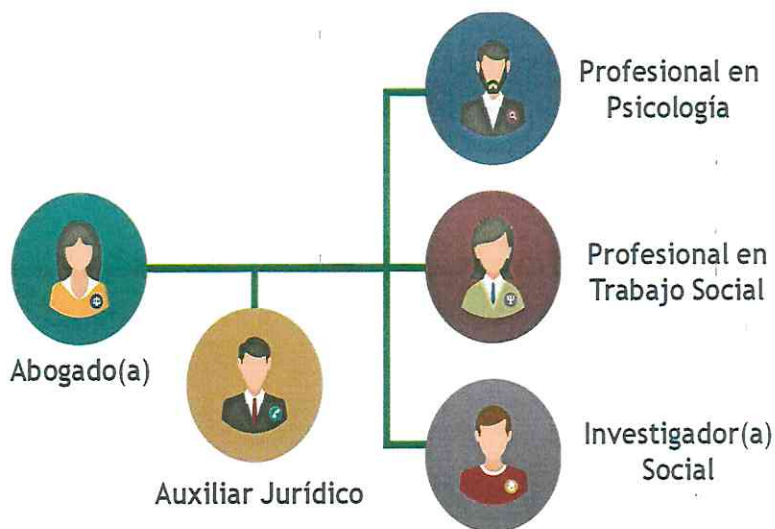 Profesional en
Psicología
Profesional en
Trabajo Social
Abogado(a)
Auxiliar Jurídico
Investigador(a)
Social